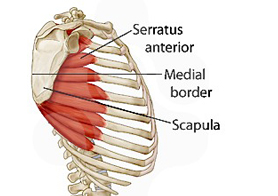 Serratus
anterior
Medial
border
Scapula